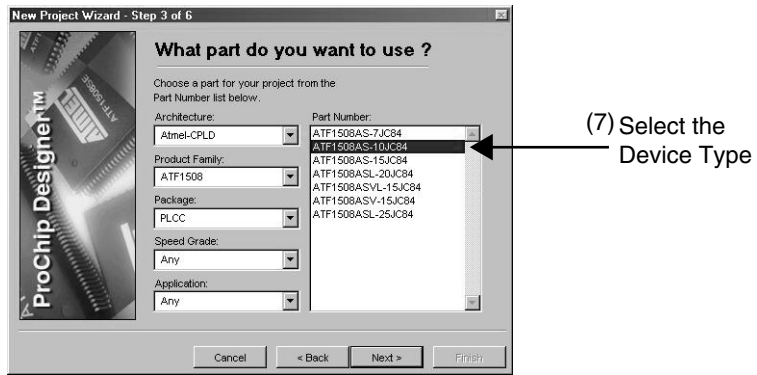 New Project Wizard - Step 3 of 6
ProChip Designer™
ATMEL
ATF1508
What part do you want to use ?
Choose a part for your project from the
Part Number list below.
Architecture:
Atmel-CPLD
Product Family:
ATF1508
Package:
PLCC
Speed Grade:
Any
Application:
Any
Part Number:
ATF1508AS-7JC84
ATF1508AS-10JC84
ATF1508AS-15JC84
ATF1508ASL-20JC84
ATF1508ASVL-15JC84
ATF1508ASV-15JC84
ATF1508ASL-25JC84
(7) Select the
Device Type
Cancel
< Back
Next >
Finish